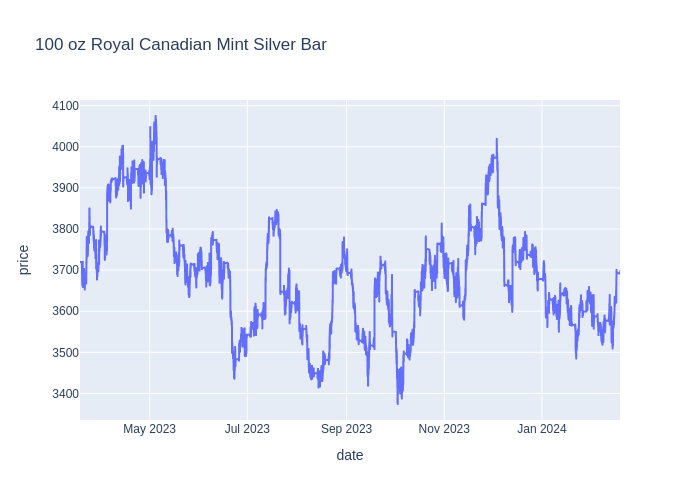 100 oz Royal Canadian Mint Silver Bar
4100
4000
3900
3800
3700
3600
3500
3400
price
May 2023
Jul 2023
Sep 2023
Nov 2023
Jan 2024
date